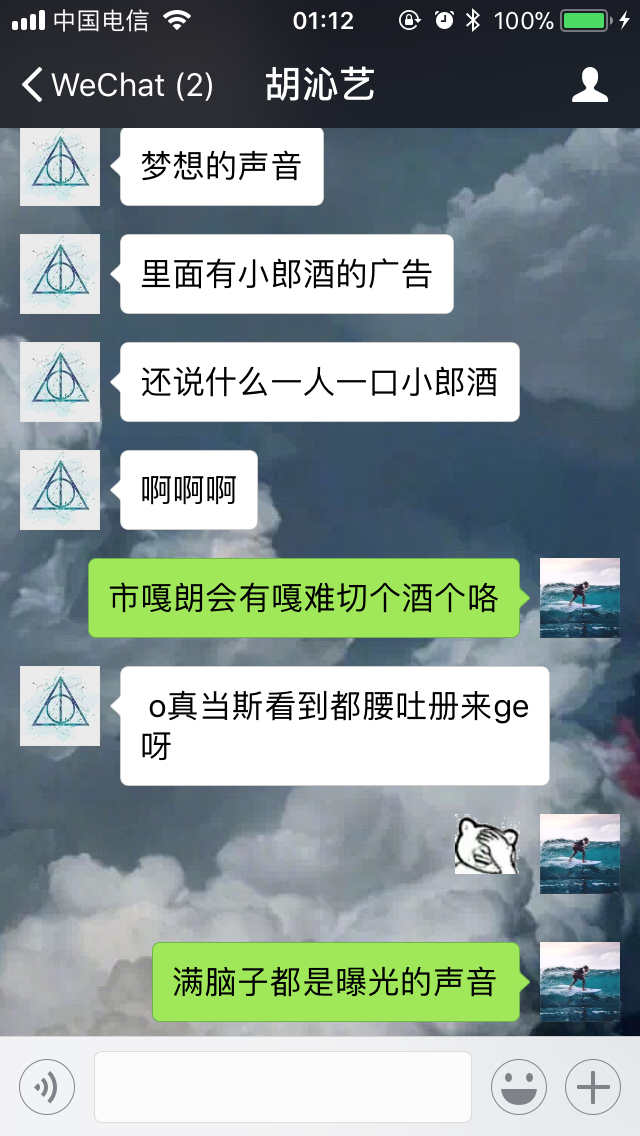 中国电信 01:12 100%
WeChat (2) 胡沁艺
梦想的声音
里面有小郎酒的广告
还说什么一人一口小郎酒
啊啊啊
市嘎朗会有嘎难切个酒个咯
o真当斯看到都腰吐册来ge
呀
满脑子都是曝光的声音